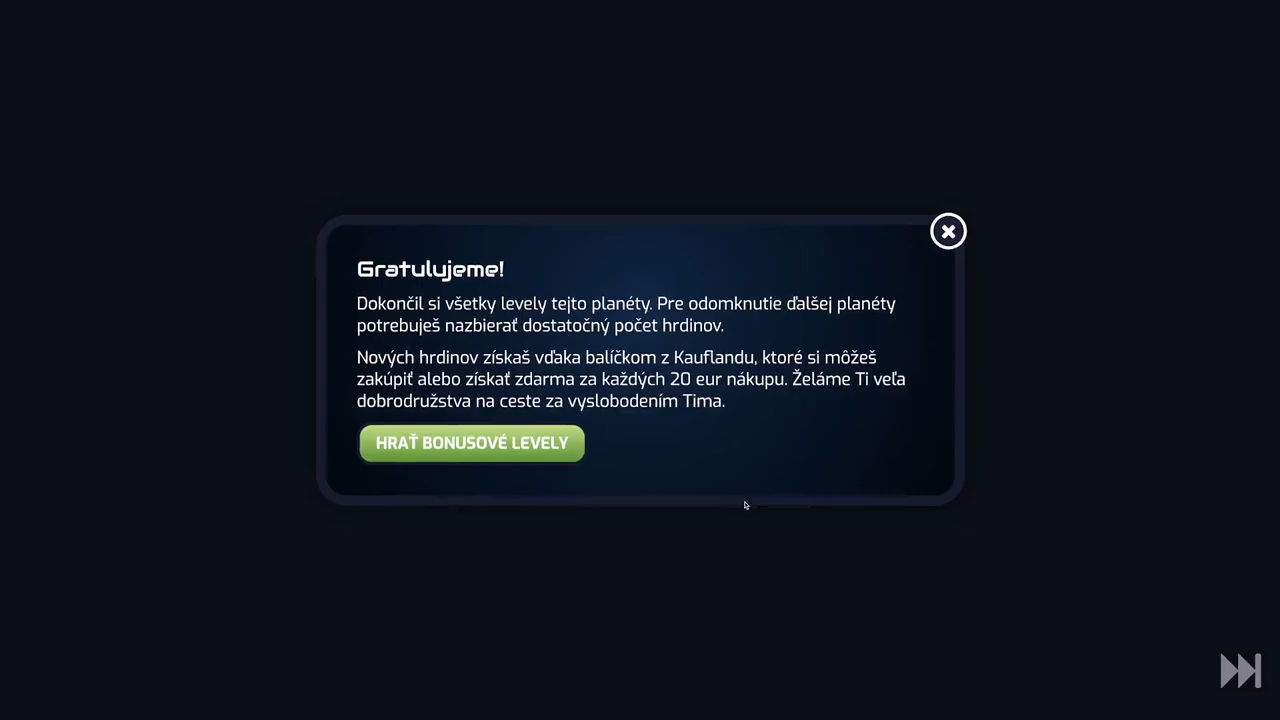 Gratulujeme!
Dokončil si všetky levely tejto planéty. Pre odomknutie ďalšej planéty
potrebuješ nazbierať dostatočný počet hrdinov.
Nových hrdinov získaš vďaka balíčkom z Kauflandu, ktoré si môžeš
zakúpiť alebo získať zdarma za každých 20 eur nákupu. Želáme Ti veľa
dobrodružstva na ceste za vyslobodením Tima.
HRAŤ BONUSOVÉ LEVELY